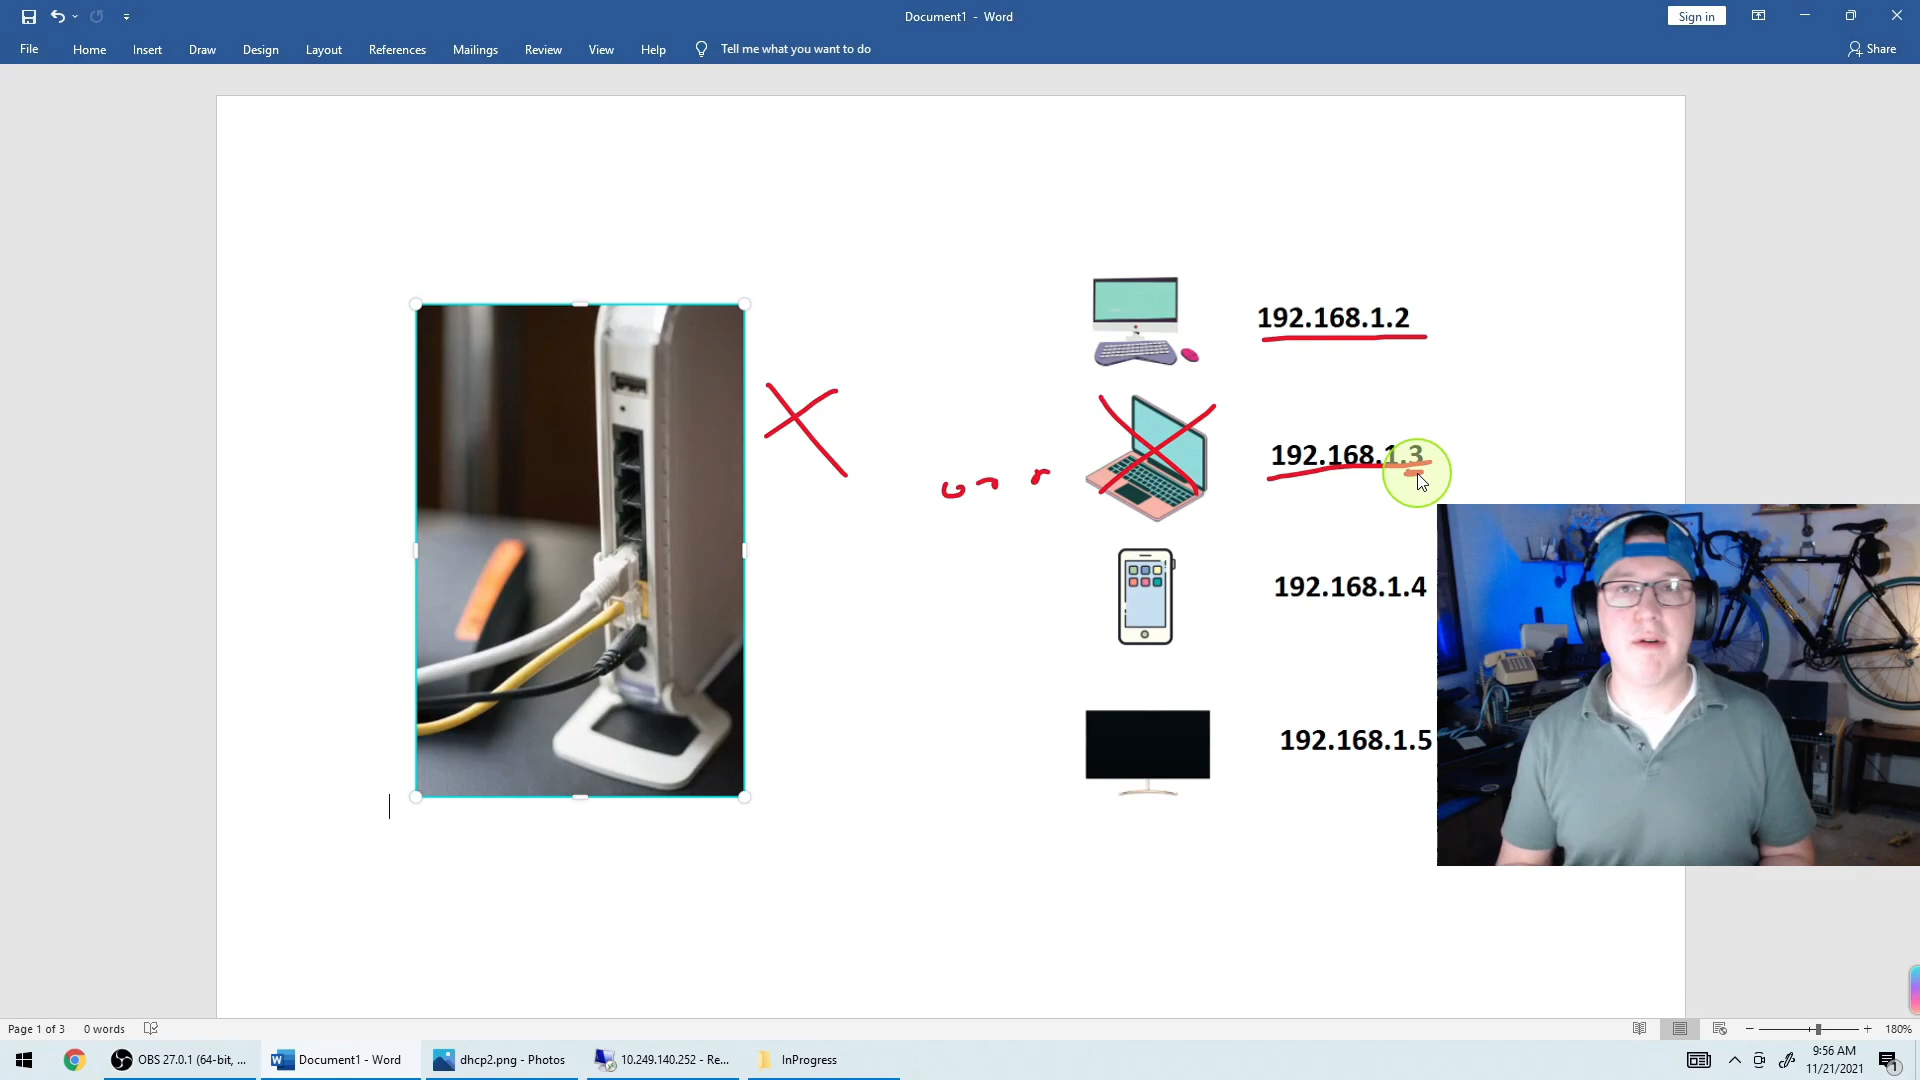 Document1 - Word
Sign in
File Home Insert Draw Design Layout References Mailings Review View Help Tell me what you want to do
Share
192.168.1.2
192.168.1.3
192.168.1.4
192.168.1.5
Page 1 of 3 0 words
180%
OBS 27.0.1 (64-bit, ...
Document1 - Word
dhcp2.png - Photos
10.249.140.252 - Re...
InProgress
9:56 AM
11/21/2021
1